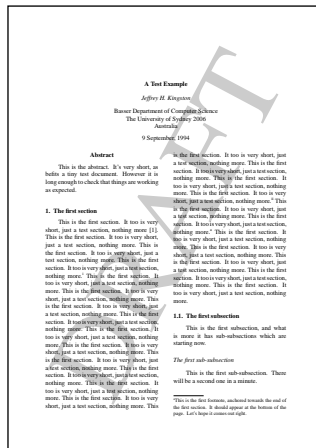 DRAFT
A Test Example
Jeffrey H. Kingston
Basser Department of Computer Science
The University of Sydney 2006
Australia
9 September, 1994
Abstract
This is the abstract. It's very short, as
befits a tiny test document. However it is
long enough to check that things are working
as expected.
1. The first section
This is the first section. It too is very
short, just a test section, nothing more [1].
This is the first section. It too is very short,
just a test section, nothing more. This is
the first section. It too is very short, just a
test section, nothing more. This is the first
section. It too is very short, just a test section,
nothing more. This is the first section. It
too is very short, just a test section, nothing
more. This is the first section. It too is very
short, just a test section, nothing more. This
is the first section. It too is very short, just
a test section, nothing more. This is the first
section. It too is very short, just a test section,
nothing more. This is the first section. It
too is very short, just a test section, nothing
more. This is the first section. It too is very
short, just a test section, nothing more. This
is the first section. It too is very short, just
a test section, nothing more. This is the first
section. It too is very short, just a test section,
nothing more. This is the first section. It
too is very short, just a test section, nothing
more. This is the first section. It too is very
short, just a test section, nothing more. This
is the first section. It too is very short, just
a test section, nothing more. This is the first
section. It too is very short, just a test section,
nothing more. This is the first section. It
too is very short, just a test section, nothing
more. This is the first section. It too is very
short, just a test section, nothing more. This
is the first section. It too is very short, just
a test section, nothing more. This is the first
section. It too is very short, just a test section,
nothing more. This is the first section. It
too is very short, just a test section, nothing
more. This is the first section. It too is very
short, just a test section, nothing more. This
is the first section. It too is very short, just
a test section, nothing more. This is the first
section. It too is very short, just a test section,
nothing more. This is the first section. It
too is very short, just a test section, nothing
more.
1.1. The first subsection
This is the first subsection, and what
is more it has sub-subsections which are
starting now.
The first sub-subsection
This is the first sub-subsection. There
will be a second one in a minute.
This is the first footnote, anchored towards the end of
the first section. It should appear at the bottom of the
page. Let's hope it comes out right.